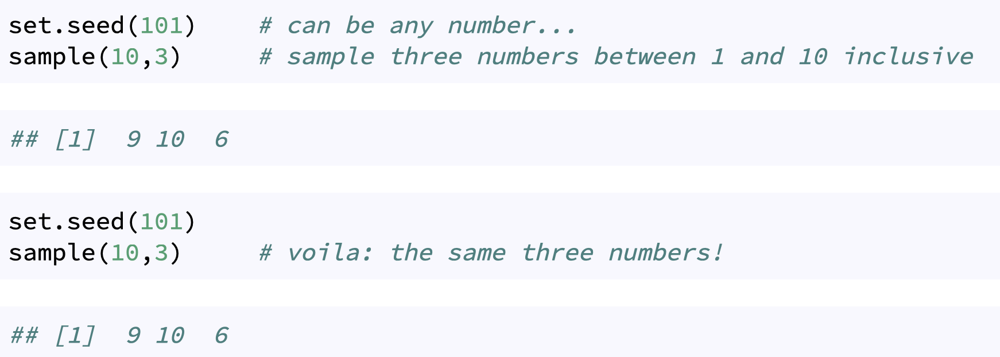 set.seed(101)    # can be any number...
sample(10,3)     # sample three numbers between 1 and 10 inclusive
## [1]  9 10  6
set.seed(101)
sample(10,3)     # voila: the same three numbers!
## [1]  9 10  6